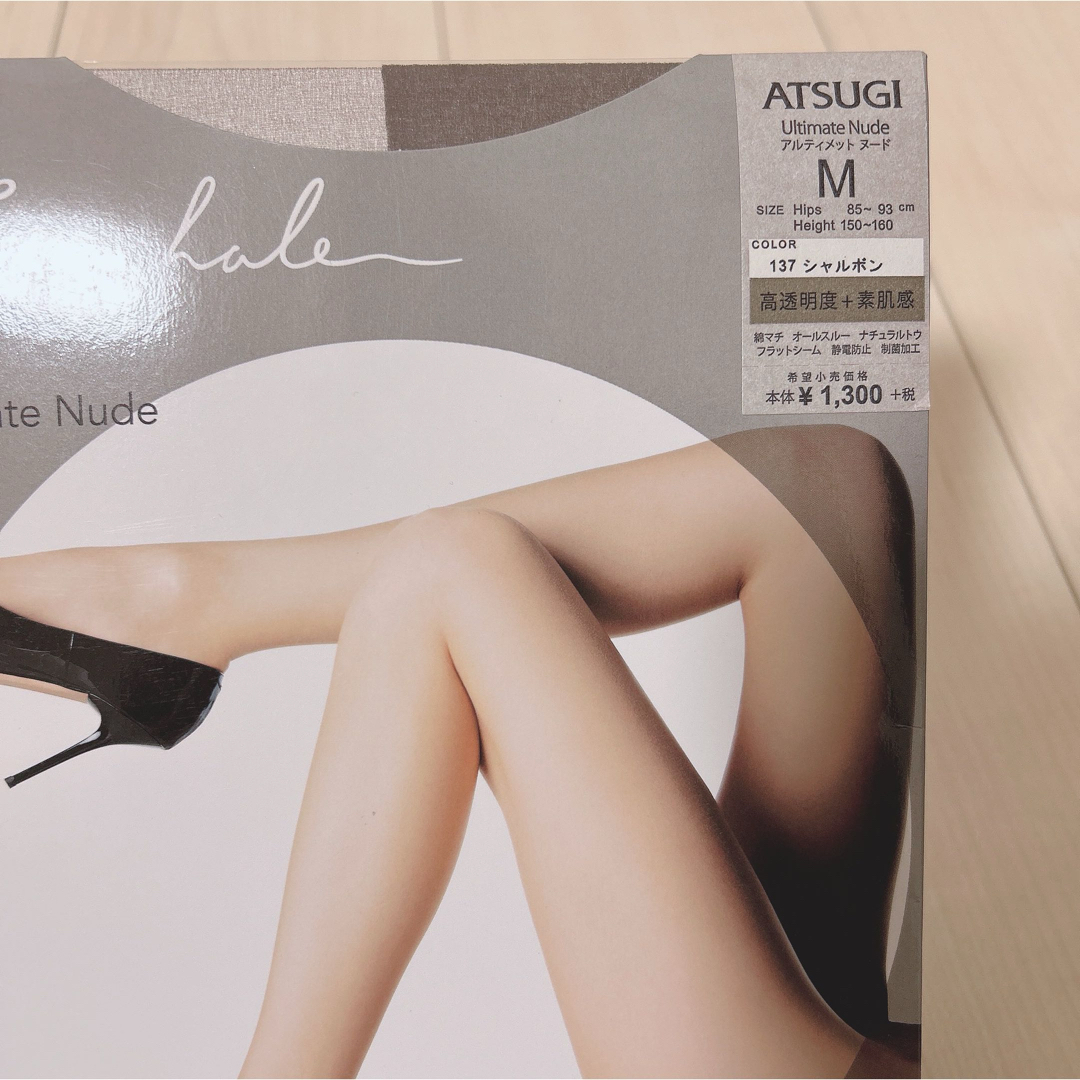 ATSUGI
Ultimate Nude
アルティメット ヌード
M
SIZE Hips 85~ 93 cm
Height 150~160
COLOR
137 シャルボン
高透明度+素肌感
綿マチ オールスルー ナチュラルトウ
フラットシーム 静電防止 制菌加工
希望小売価格
本体 ¥ 1,300 +税
hale
Nude